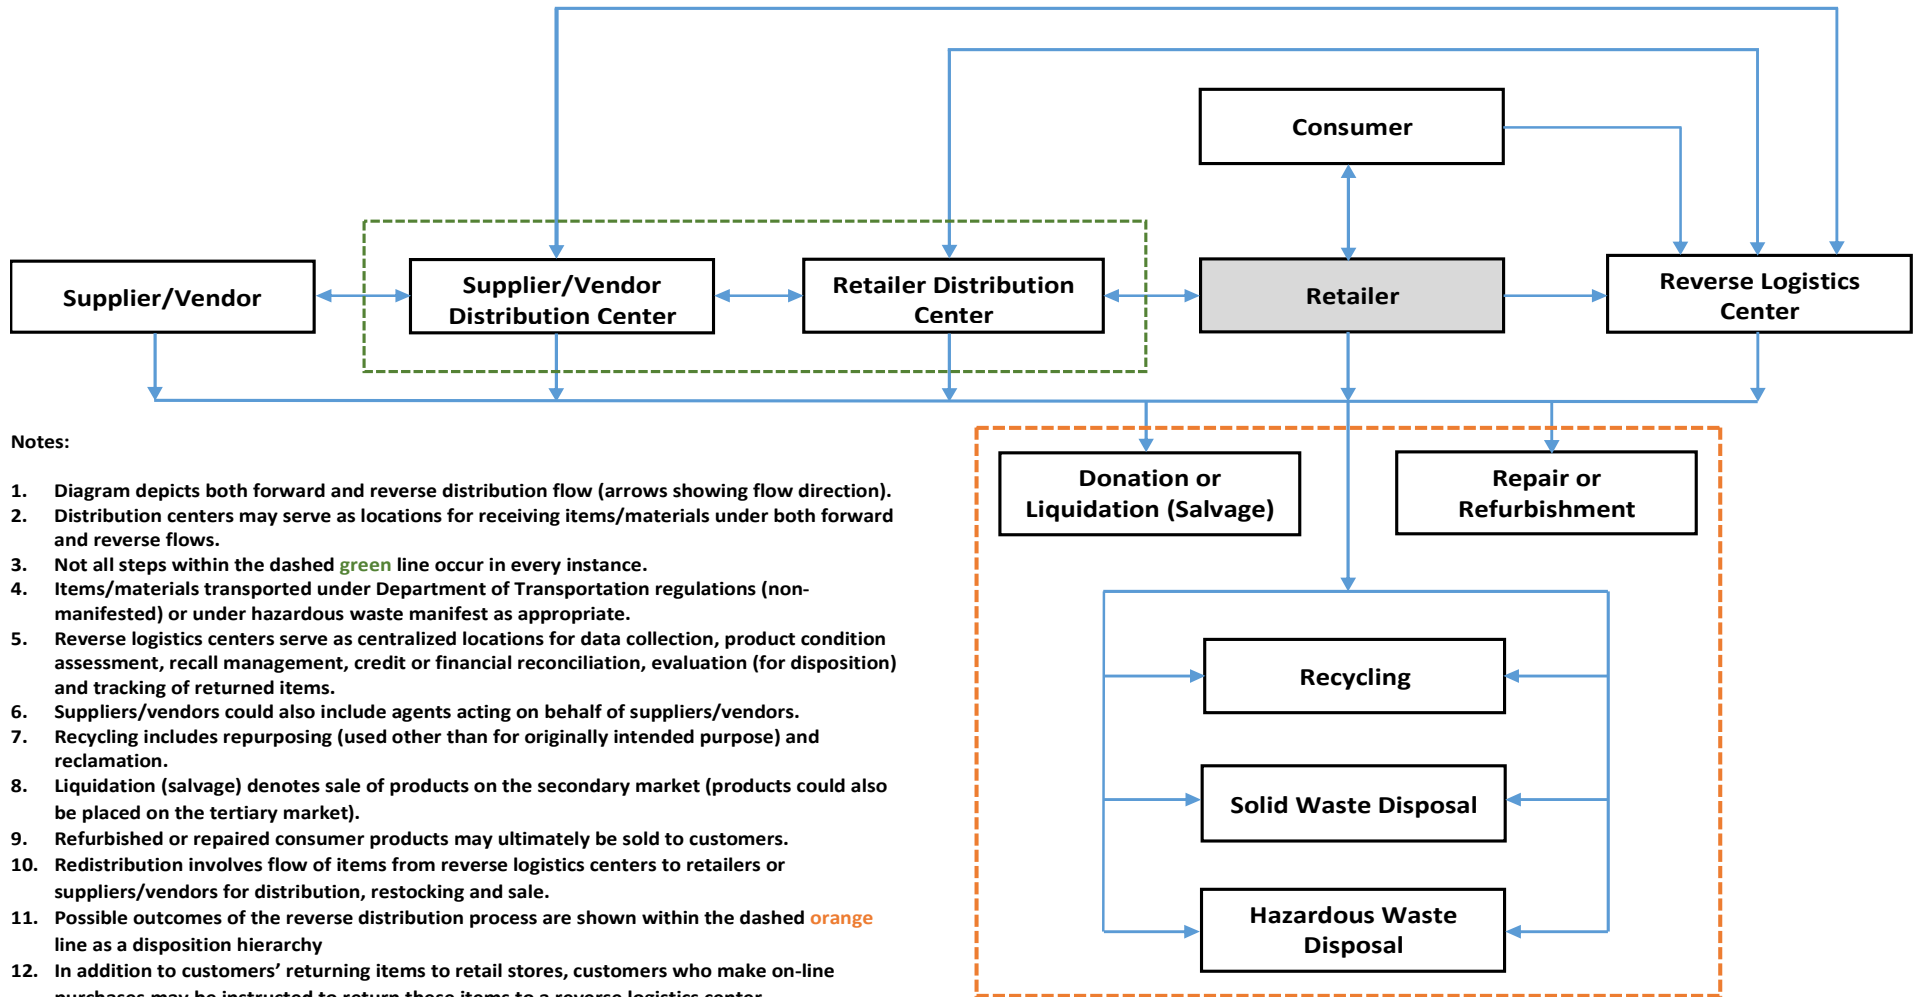 Consumer
Supplier/Vendor
Supplier/Vendor
Distribution Center
Retailer Distribution
Center
Retailer
Reverse Logistics
Center
Donation or
Liquidation (Salvage)
Repair or
Refurbishment
Recycling
Solid Waste Disposal
Hazardous Waste
Disposal
Notes:
1. Diagram depicts both forward and reverse distribution flow (arrows showing flow direction).
2. Distribution centers may serve as locations for receiving items/materials under both forward
and reverse flows.
3. Not all steps within the dashed green line occur in every instance.
4. Items/materials transported under Department of Transportation regulations (non-
manifested) or under hazardous waste manifest as appropriate.
5. Reverse logistics centers serve as centralized locations for data collection, product condition
assessment, recall management, credit or financial reconciliation, evaluation (for disposition)
and tracking of returned items.
6. Suppliers/vendors could also include agents acting on behalf of suppliers/vendors.
7. Recycling includes repurposing (used other than for originally intended purpose) and
reclamation.
8. Liquidation (salvage) denotes sale of products on the secondary market (products could also
be placed on the tertiary market).
9. Refurbished or repaired consumer products may ultimately be sold to customers.
10. Redistribution involves flow of items from reverse logistics centers to retailers or
suppliers/vendors for distribution, restocking and sale.
11. Possible outcomes of the reverse distribution process are shown within the dashed orange
line as a disposition hierarchy
12. In addition to customers’ returning items to retail stores, customers who make on-line
purchases may be instructed to return these items to a reverse logistics center